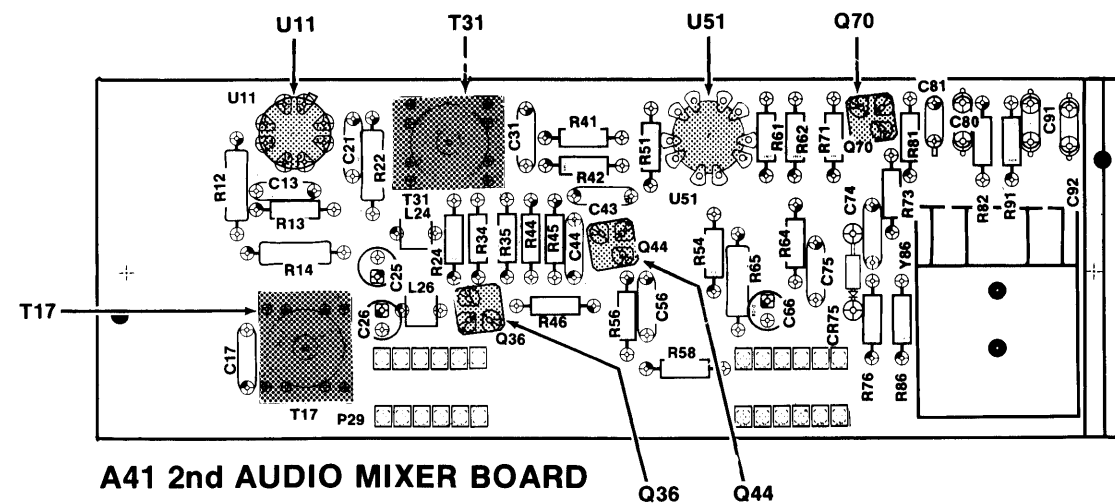 U11 T31 U51 Q70
U11
C21
R22
R12
C13
R13
R14
T31
L24
C31
R41
R42
R51
C43
U51
R61
R62
R71
Q70
R81
C81
C80
R82
R91
C91
C92
R73
C74
Y86
R24
R34
R35
R44
R45
C44
Q44
R54
R65
R64
C75
C25
L26
C26
Q36
R46
R56
C56
C66
CR75
T17
C17
T17
P29
R58
R76
R86
A41 2nd AUDIO MIXER BOARD
Q36 Q44